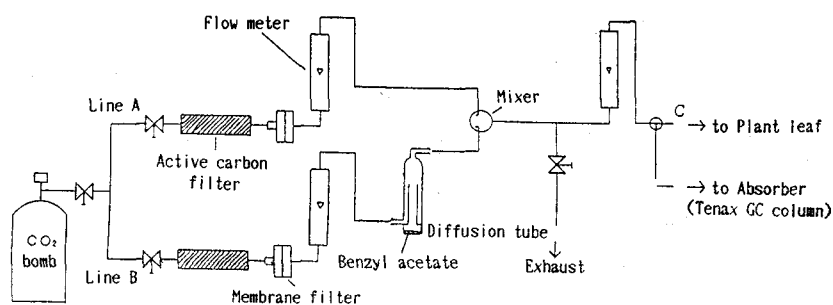 Flow meter
Mixer
Line A
C
→ to Plant leaf
Active carbon
filter
→ to Absorber
(Tenax GC column)
CO₂
bomb
Diffusion tube
Benzyl acetate
Exhaust
Line B
Membrane filter